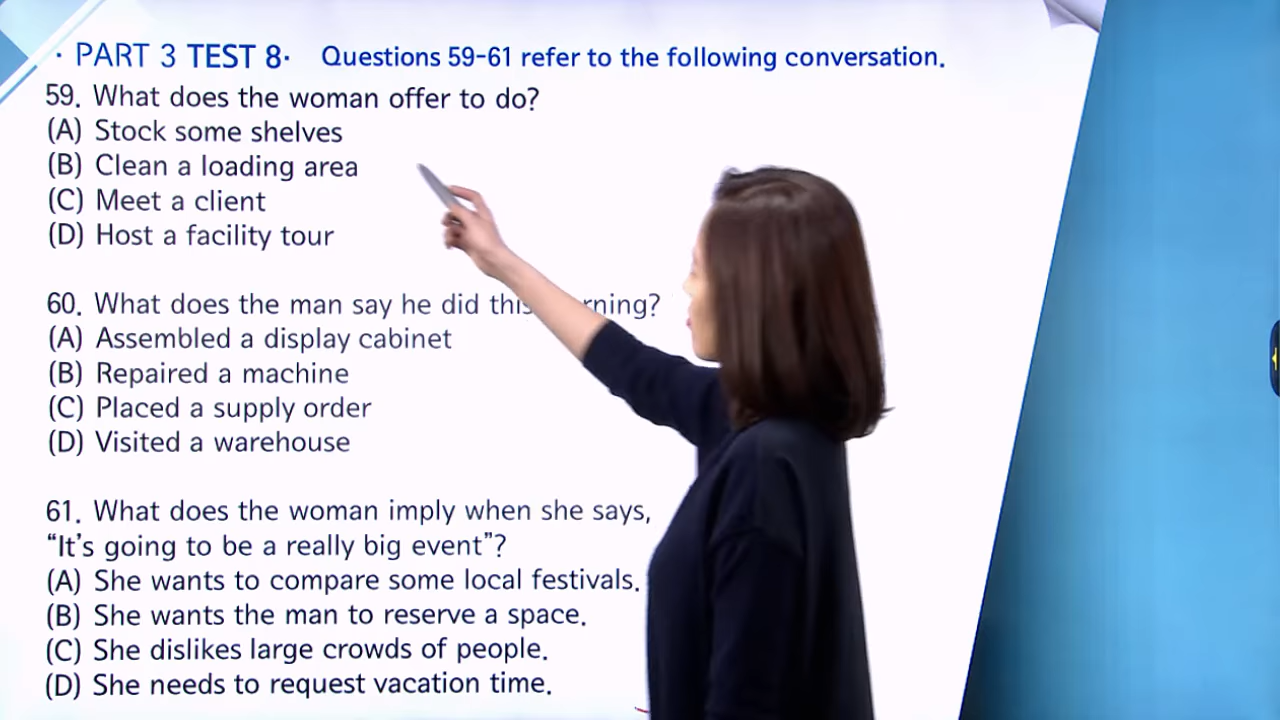 · PART 3 TEST 8· Questions 59-61 refer to the following conversation.
59. What does the woman offer to do?
(A) Stock some shelves
(B) Clean a loading area
(C) Meet a client
(D) Host a facility tour
60. What does the man say he did this rning?
(A) Assembled a display cabinet
(B) Repaired a machine
(C) Placed a supply order
(D) Visited a warehouse
61. What does the woman imply when she says,
“It’s going to be a really big event”?
(A) She wants to compare some local festivals.
(B) She wants the man to reserve a space.
(C) She dislikes large crowds of people.
(D) She needs to request vacation time.